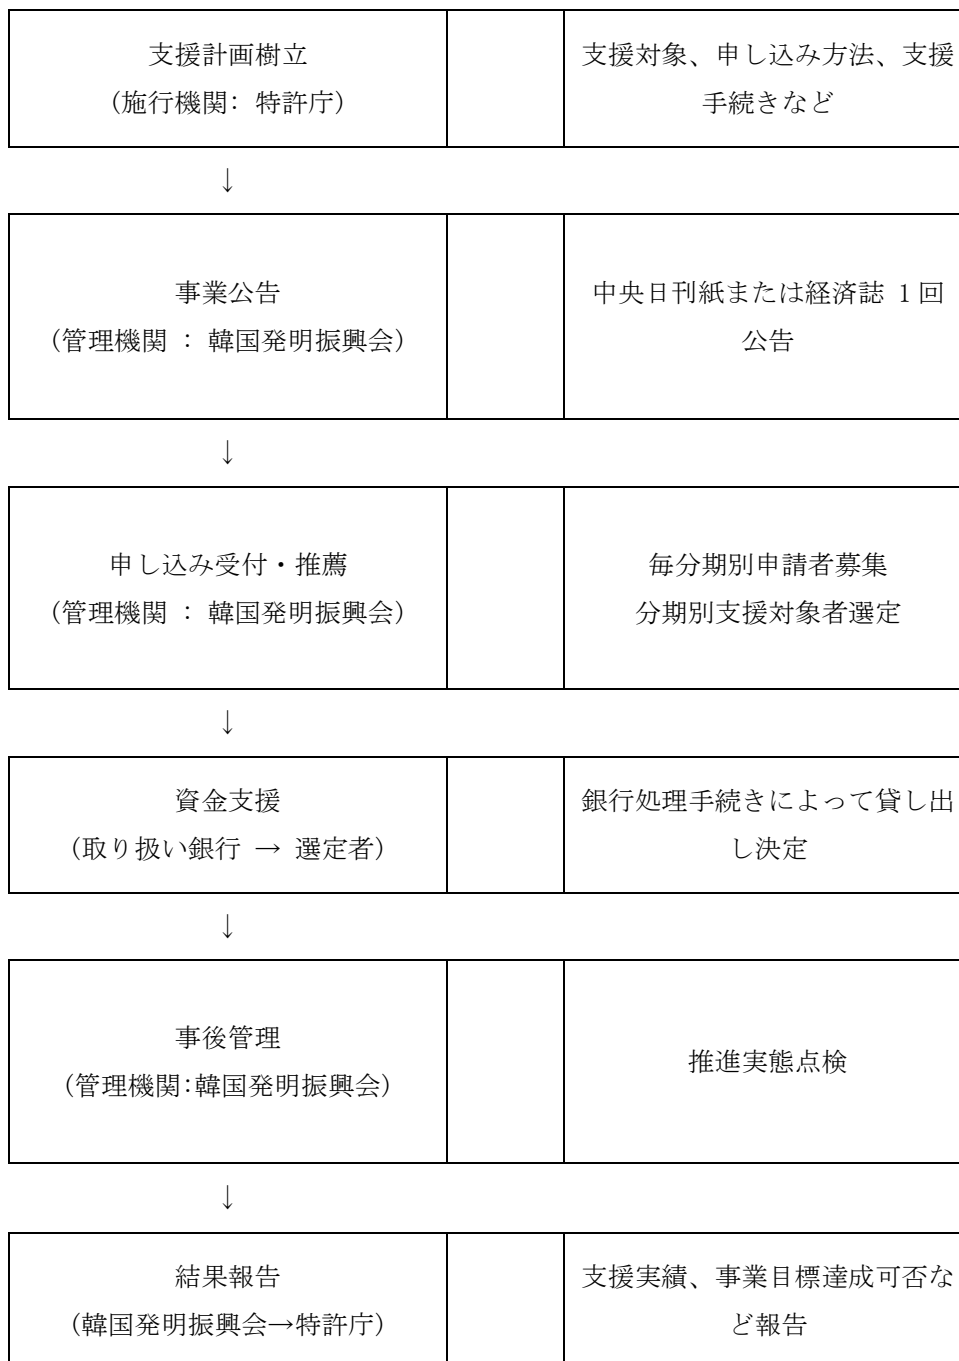 支援計画樹立
(施行機関: 特許庁)
支援対象、申し込み方法、支援
手続きなど
↓
事業公告
(管理機関 : 韓国発明振興会)
中央日刊紙または経済誌 1 回
公告
↓
申し込み受付・推薦
(管理機関 : 韓国発明振興会)
毎分期別申請者募集
分期別支援対象者選定
↓
資金支援
(取り扱い銀行 → 選定者)
銀行処理手続きによって貸し出
し決定
↓
事後管理
(管理機関:韓国発明振興会)
推進実態点検
↓
結果報告
(韓国発明振興会→特許庁)
支援実績、事業目標達成可否な
ど報告